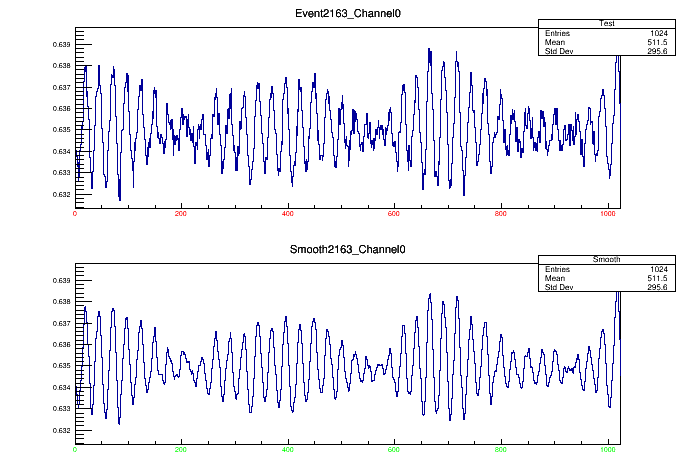 Event2163_Channel0
Test
Entries 1024
Mean 511.5
Std Dev 295.6
0.639
0.638
0.637
0.636
0.635
0.634
0.633
0.632
0 200 400 600 800 1000
Smooth2163_Channel0
Smooth
Entries 1024
Mean 511.5
Std Dev 295.6
0.639
0.638
0.637
0.636
0.635
0.634
0.633
0.632
0 200 400 600 800 1000